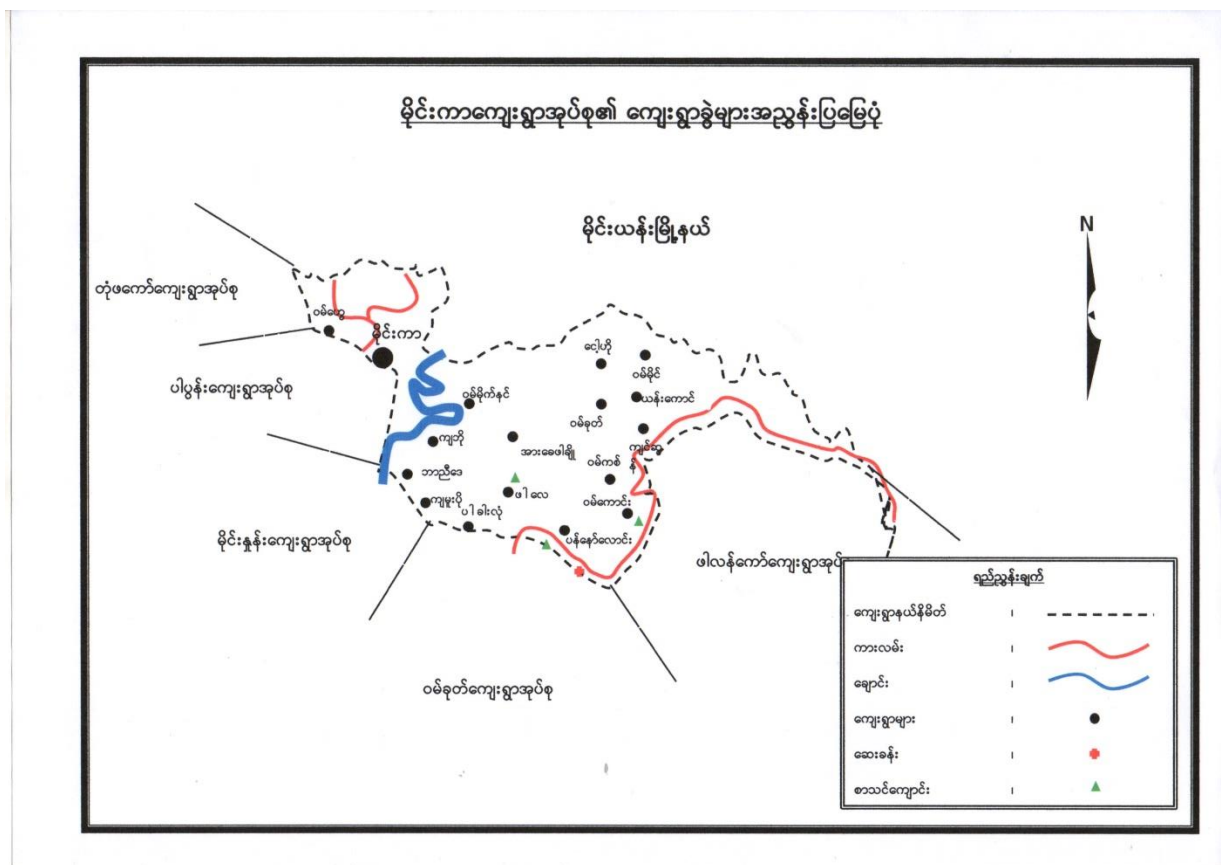 မိုင်းကာကျေးရွာအုပ်စု၏ ကျေးရွာခွဲများအညွှန်းပြမြေပုံ
မိုင်းယန်းမြို့နယ်
N
တုံဖကော်ကျေးရွာအုပ်စု
ဝမ်တွေ
မိုင်းကာ
ငေါ့ဟို
ဝမ်မိုင်
ပါပွန်းကျေးရွာအုပ်စု
ဝမ်မိုက်နင်
ယန်းကောင်
ဝမ်ခုတ်
ကျဘို
အားခေဖါချို
ဝမ်ကစ်
ဘာညီဒေ
ဖါလေ
ကျမူးပို
ပါခါးလုံ
ဝမ်ကောင်း
မိုင်းနှုန်းကျေးရွာအုပ်စု
ပန်နော်လောင်း
ဖါလန်ကော်ကျေးရွာအုပ်
ဝမ်ခုတ်ကျေးရွာအုပ်စု
ရည်ညွှန်းချက်
ကျေးရွာနယ်နိမိတ် ၊
ကားလမ်း ၊
ချောင်း ၊
ကျေးရွာများ ၊
ဆေးခန်း ၊
စာသင်ကျောင်း ၊